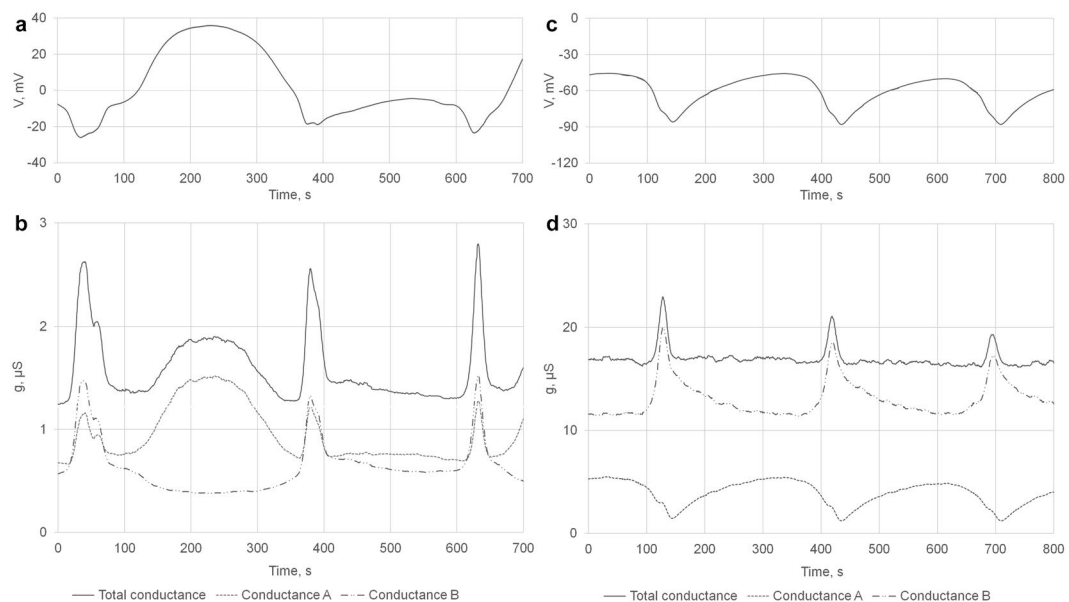 a
40
20
0
-20
-40
V, mV
0 100 200 300 400 500 600 700
Time, s
b
3
2
1
0
g, µS
0 100 200 300 400 500 600 700
Time, s
Total conductance Conductance A Conductance B
c
0
-30
-60
-90
-120
V, mV
0 100 200 300 400 500 600 700 800
Time, s
d
30
20
10
0
g, µS
0 100 200 300 400 500 600 700 800
Time, s
Total conductance Conductance A Conductance B